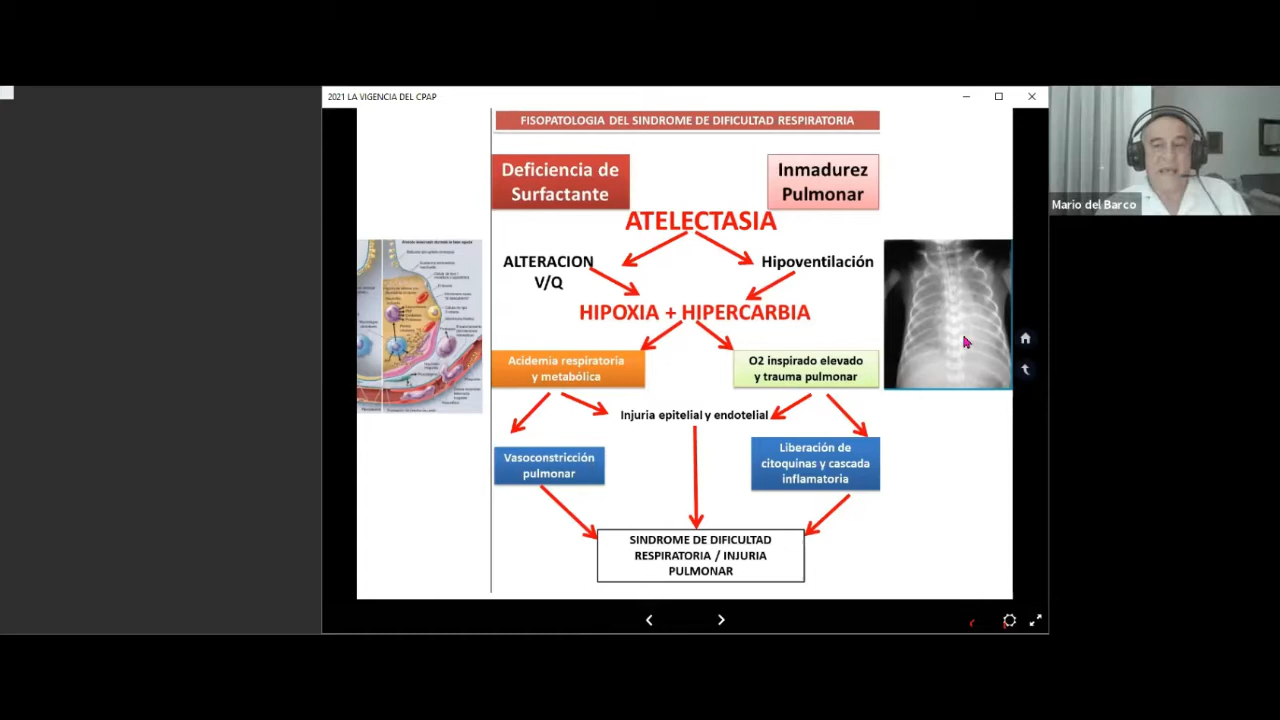 2021 LA VIGENCIA DEL CPAP
FISOPATOLOGIA DEL SINDROME DE DIFICULTAD RESPIRATORIA
Deficiencia de
Surfactante
Inmadurez
Pulmonar
ATELECTASIA
ALTERACION
V/Q
Hipoventilación
HIPOXIA + HIPERCARBIA
Acidemia respiratoria
y metabólica
O2 inspirado elevado
y trauma pulmonar
Injuria epitelial y endotelial
Vasoconstricción
pulmonar
Liberación de
citoquinas y cascada
inflamatoria
SINDROME DE DIFICULTAD
RESPIRATORIA / INJURIA
PULMONAR
Mario del Barco